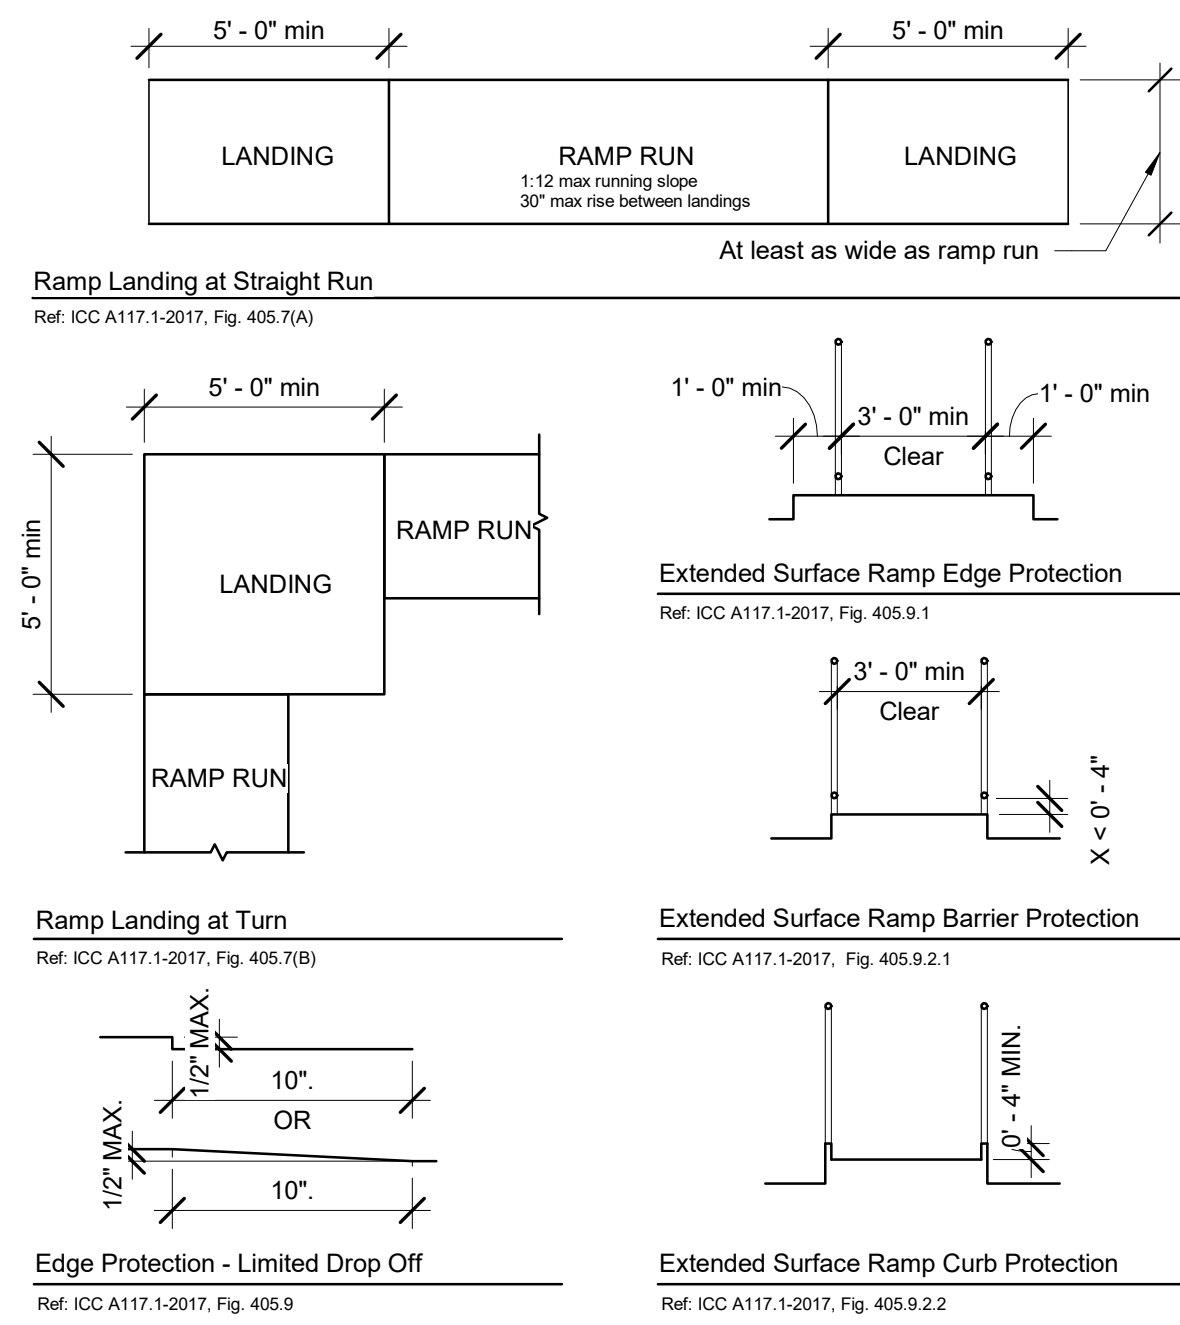 5' - 0" min
5' - 0" min
LANDING
RAMP RUN
1:12 max running slope
30" max rise between landings
LANDING
At least as wide as ramp run
Ramp Landing at Straight Run
Ref: ICC A117.1-2017, Fig. 405.7(A)
5' - 0" min
5' - 0" min
LANDING
RAMP RUN
RAMP RUN
Ramp Landing at Turn
Ref: ICC A117.1-2017, Fig. 405.7(B)
1/2" MAX.
10".
OR
1/2" MAX.
10".
Edge Protection - Limited Drop Off
Ref: ICC A117.1-2017, Fig. 405.9
1' - 0" min
3' - 0" min
Clear
1' - 0" min
Extended Surface Ramp Edge Protection
Ref: ICC A117.1-2017, Fig. 405.9.1
3' - 0" min
Clear
X < 0' - 4"
Extended Surface Ramp Barrier Protection
Ref: ICC A117.1-2017, Fig. 405.9.2.1
0' - 4" MIN.
Extended Surface Ramp Curb Protection
Ref: ICC A117.1-2017, Fig. 405.9.2.2